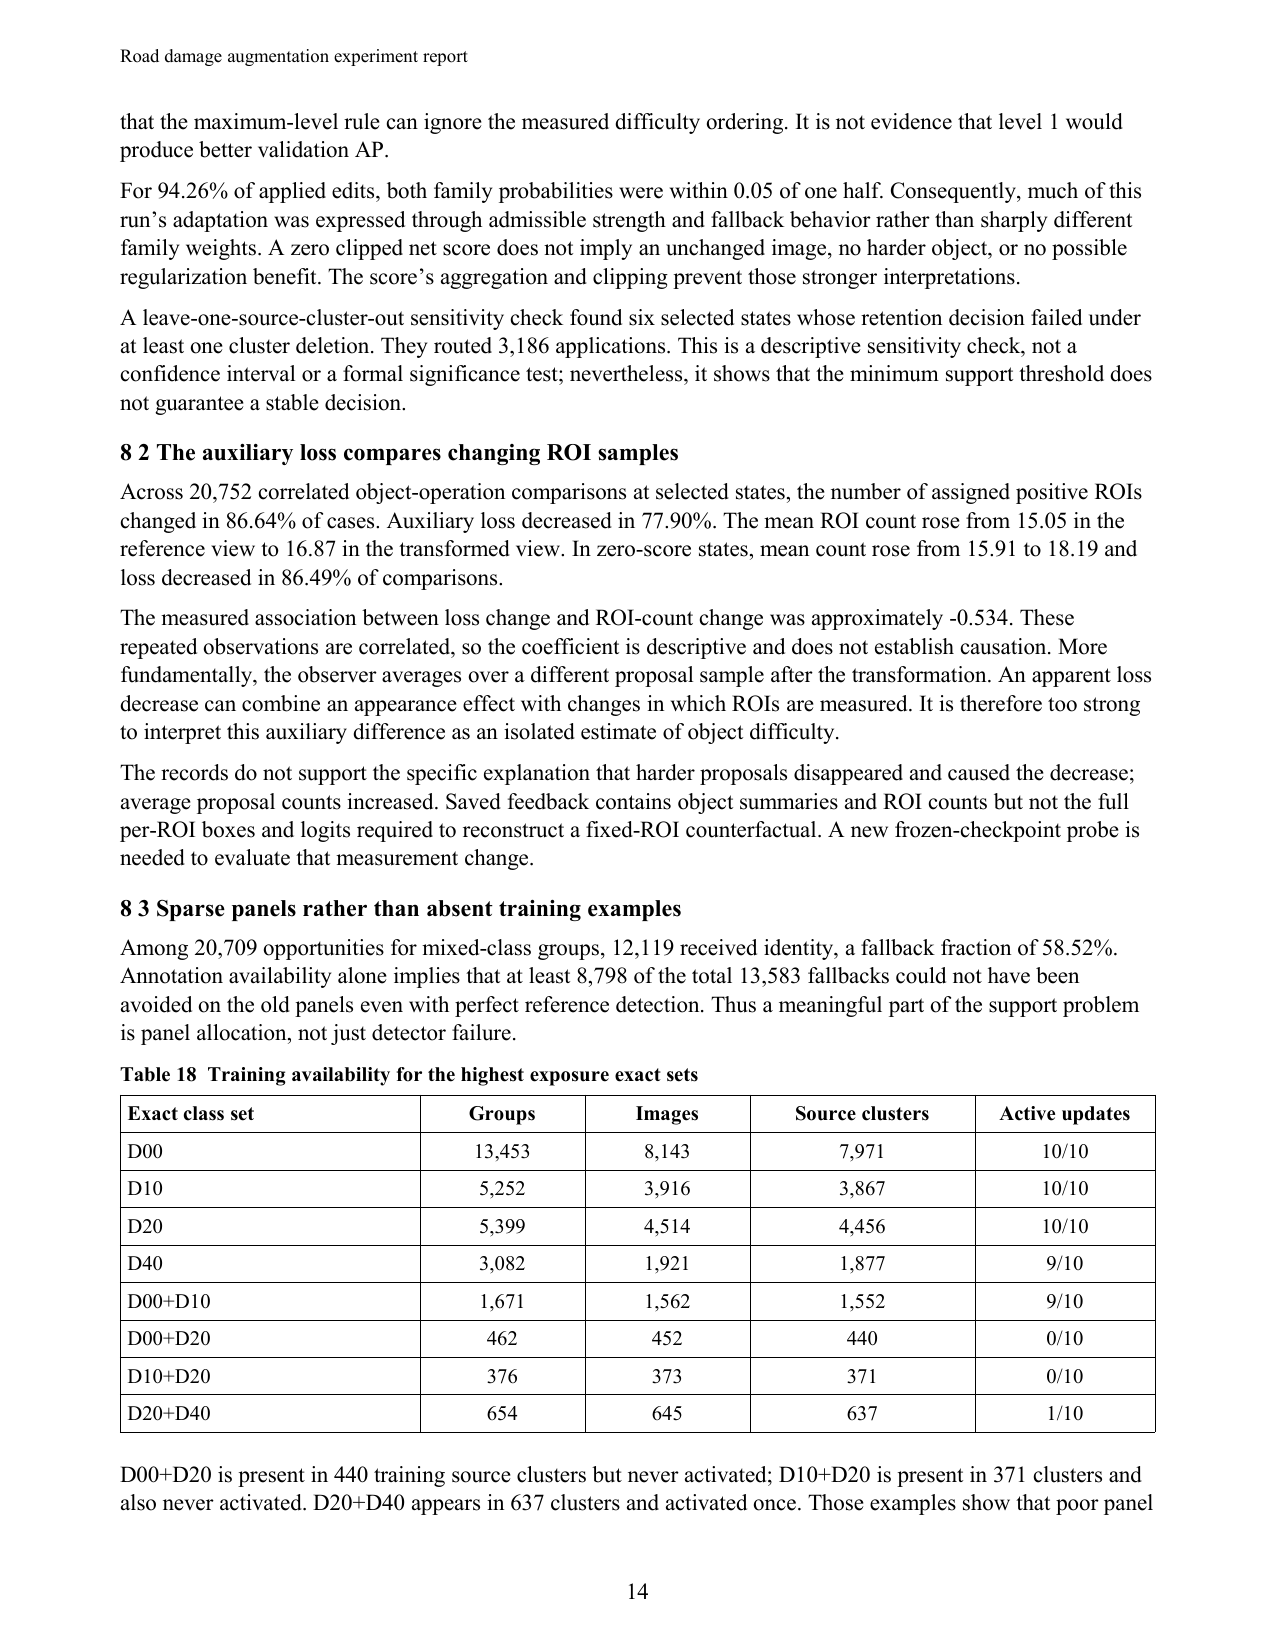 Road damage augmentation experiment report
that the maximum-level rule can ignore the measured difficulty ordering. It is not evidence that level 1 would
produce better validation AP.
For 94.26% of applied edits, both family probabilities were within 0.05 of one half. Consequently, much of this
run’s adaptation was expressed through admissible strength and fallback behavior rather than sharply different
family weights. A zero clipped net score does not imply an unchanged image, no harder object, or no possible
regularization benefit. The score’s aggregation and clipping prevent those stronger interpretations.
A leave-one-source-cluster-out sensitivity check found six selected states whose retention decision failed under
at least one cluster deletion. They routed 3,186 applications. This is a descriptive sensitivity check, not a
confidence interval or a formal significance test; nevertheless, it shows that the minimum support threshold does
not guarantee a stable decision.
8 2 The auxiliary loss compares changing ROI samples
Across 20,752 correlated object-operation comparisons at selected states, the number of assigned positive ROIs
changed in 86.64% of cases. Auxiliary loss decreased in 77.90%. The mean ROI count rose from 15.05 in the
reference view to 16.87 in the transformed view. In zero-score states, mean count rose from 15.91 to 18.19 and
loss decreased in 86.49% of comparisons.
The measured association between loss change and ROI-count change was approximately -0.534. These
repeated observations are correlated, so the coefficient is descriptive and does not establish causation. More
fundamentally, the observer averages over a different proposal sample after the transformation. An apparent loss
decrease can combine an appearance effect with changes in which ROIs are measured. It is therefore too strong
to interpret this auxiliary difference as an isolated estimate of object difficulty.
The records do not support the specific explanation that harder proposals disappeared and caused the decrease;
average proposal counts increased. Saved feedback contains object summaries and ROI counts but not the full
per-ROI boxes and logits required to reconstruct a fixed-ROI counterfactual. A new frozen-checkpoint probe is
needed to evaluate that measurement change.
8 3 Sparse panels rather than absent training examples
Among 20,709 opportunities for mixed-class groups, 12,119 received identity, a fallback fraction of 58.52%.
Annotation availability alone implies that at least 8,798 of the total 13,583 fallbacks could not have been
avoided on the old panels even with perfect reference detection. Thus a meaningful part of the support problem
is panel allocation, not just detector failure.
Table 18 Training availability for the highest exposure exact sets
Exact class set Groups Images Source clusters Active updates
D00 13,453 8,143 7,971 10/10
D10 5,252 3,916 3,867 10/10
D20 5,399 4,514 4,456 10/10
D40 3,082 1,921 1,877 9/10
D00+D10 1,671 1,562 1,552 9/10
D00+D20 462 452 440 0/10
D10+D20 376 373 371 0/10
D20+D40 654 645 637 1/10
D00+D20 is present in 440 training source clusters but never activated; D10+D20 is present in 371 clusters and
also never activated. D20+D40 appears in 637 clusters and activated once. Those examples show that poor panel
14